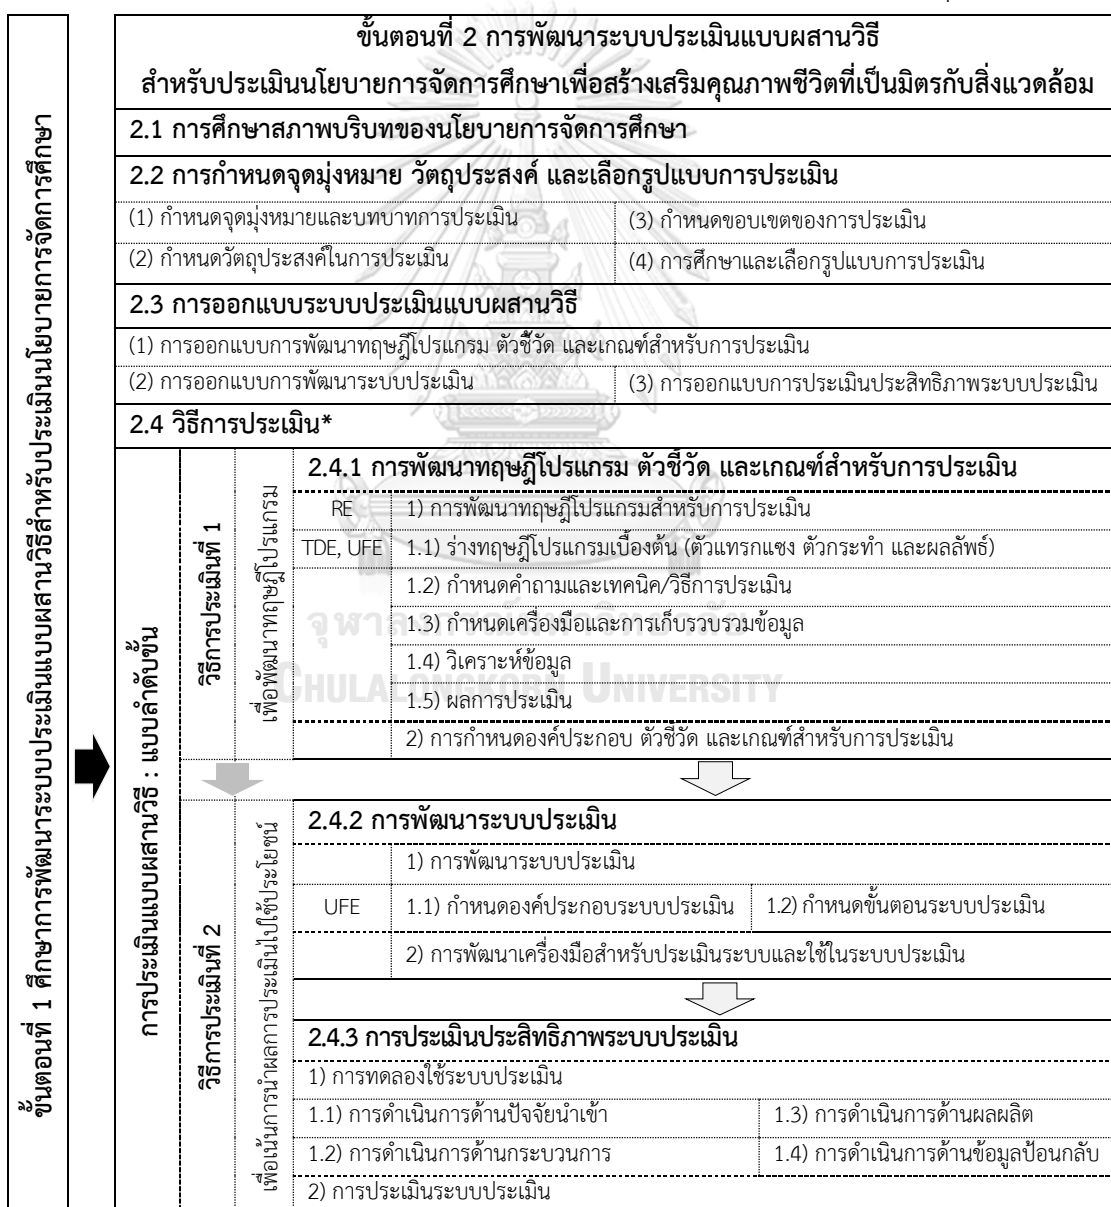 ขั้นตอนที่ 1 ศึกษาการพัฒนาระบบประเมินแบบผสานวิธีสำหรับประเมินนโยบายการจัดการศึกษา
ขั้นตอนที่ 2 การพัฒนาระบบประเมินแบบผสานวิธี
สำหรับประเมินนโยบายการจัดการศึกษาเพื่อสร้างเสริมคุณภาพชีวิตที่เป็นมิตรกับสิ่งแวดล้อม
2.1 การศึกษาสภาพบริบทของนโยบายการจัดการศึกษา
2.2 การกำหนดจุดมุ่งหมาย วัตถุประสงค์ และเลือกรูปแบบการประเมิน
(1) กำหนดจุดมุ่งหมายและบทบาทการประเมิน
(3) กำหนดขอบเขตของการประเมิน
(2) กำหนดวัตถุประสงค์ในการประเมิน
(4) การศึกษาและเลือกรูปแบบการประเมิน
2.3 การออกแบบระบบประเมินแบบผสานวิธี
(1) การออกแบบการพัฒนาทฤษฎีโปรแกรม ตัวชี้วัด และเกณฑ์สำหรับการประเมิน
(2) การออกแบบการพัฒนาระบบประเมิน
(3) การออกแบบการประเมินประสิทธิภาพระบบประเมิน
2.4 วิธีการประเมิน*
การประเมินแบบผสานวิธี : แบบลำดับขั้น
วิธีการประเมินที่ 1
เพื่อพัฒนาทฤษฎีโปรแกรม
2.4.1 การพัฒนาทฤษฎีโปรแกรม ตัวชี้วัด และเกณฑ์สำหรับการประเมิน
RE
1) การพัฒนาทฤษฎีโปรแกรมสำหรับการประเมิน
TDE, UFE
1.1) ร่างทฤษฎีโปรแกรมเบื้องต้น (ตัวแทรกแซง ตัวกระทำ และผลลัพธ์)
1.2) กำหนดคำถามและเทคนิค/วิธีการประเมิน
1.3) กำหนดเครื่องมือและการเก็บรวบรวมข้อมูล
1.4) วิเคราะห์ข้อมูล
1.5) ผลการประเมิน
2) การกำหนดองค์ประกอบ ตัวชี้วัด และเกณฑ์สำหรับการประเมิน
จุฬาลงกรณ์มหาวิทยาลัย
CHULALONGKORN UNIVERSITY
วิธีการประเมินที่ 2
เพื่อเน้นการนำผลการประเมินไปใช้ประโยชน์
2.4.2 การพัฒนาระบบประเมิน
1) การพัฒนาระบบประเมิน
UFE
1.1) กำหนดองค์ประกอบระบบประเมิน
1.2) กำหนดขั้นตอนระบบประเมิน
2) การพัฒนาเครื่องมือสำหรับประเมินระบบและใช้ในระบบประเมิน
2.4.3 การประเมินประสิทธิภาพระบบประเมิน
1) การทดลองใช้ระบบประเมิน
1.1) การดำเนินการด้านปัจจัยนำเข้า
1.3) การดำเนินการด้านผลผลิต
1.2) การดำเนินการด้านกระบวนการ
1.4) การดำเนินการด้านข้อมูลป้อนกลับ
2) การประเมินระบบประเมิน